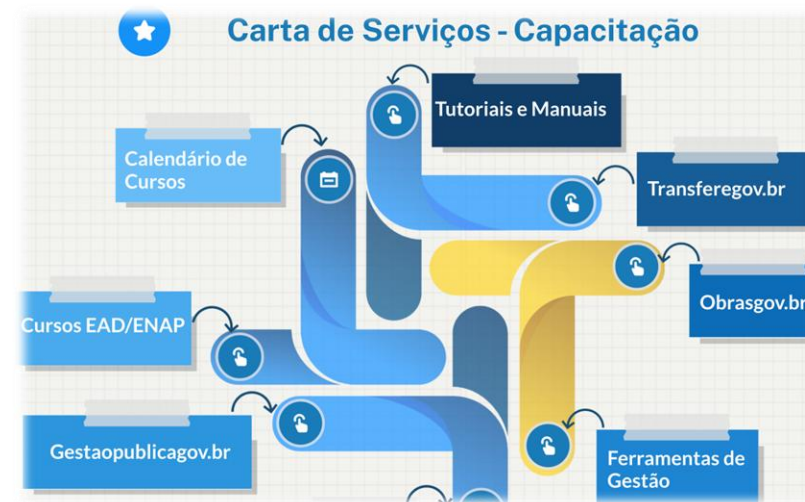 Carta de Serviços - Capacitação
Tutoriais e Manuais
Calendário de
Cursos
Transferegov.br
Obrasgov.br
Cursos EAD/ENAP
Gestaopublicagov.br
Ferramentas de
Gestão